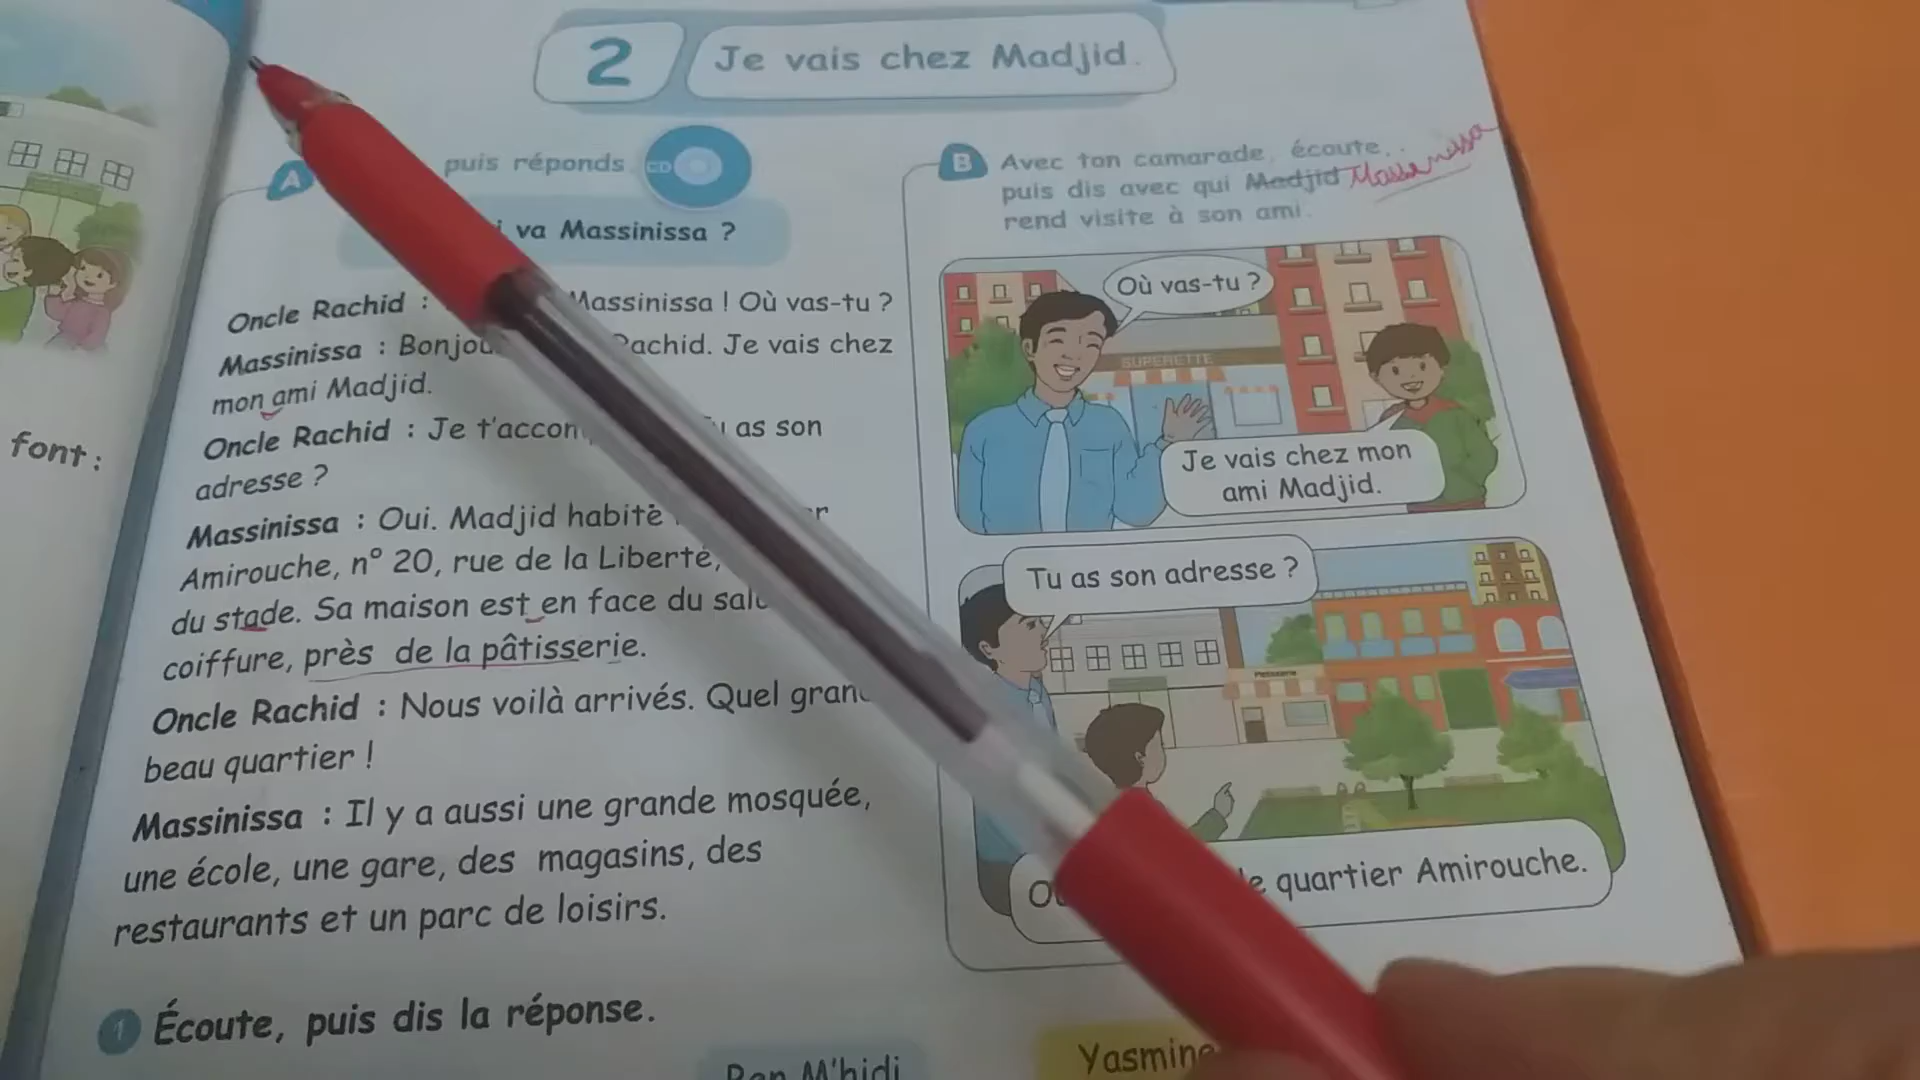 2 Je vais chez Madjid.
A puis réponds CD
va Massinissa ?
Oncle Rachid : Massinissa ! Où vas-tu ?
Massinissa : Rachid. Je vais chez
mon ami Madjid.
Oncle Rachid : Je as son
adresse ?
Massinissa : Oui. Madjid habite
Amirouche, n° 20, rue de la Liberté,
du stade. Sa maison est en face du
coiffure, près de la pâtisserie.
Oncle Rachid : Nous voilà arrivés. Quel
beau quartier !
Massinissa : Il y a aussi une grande mosquée,
une école, une gare, des magasins, des
restaurants et un parc de loisirs.
1 Écoute, puis dis la réponse.
M'hidi
Yasmine
B Avec ton camarade, écoute,
puis dis avec qui Madjid
rend visite à son ami.
Où vas-tu ?
SUPERETTE
Je vais chez mon
ami Madjid.
Tu as son adresse ?
Patisserie
quartier Amirouche.
font :